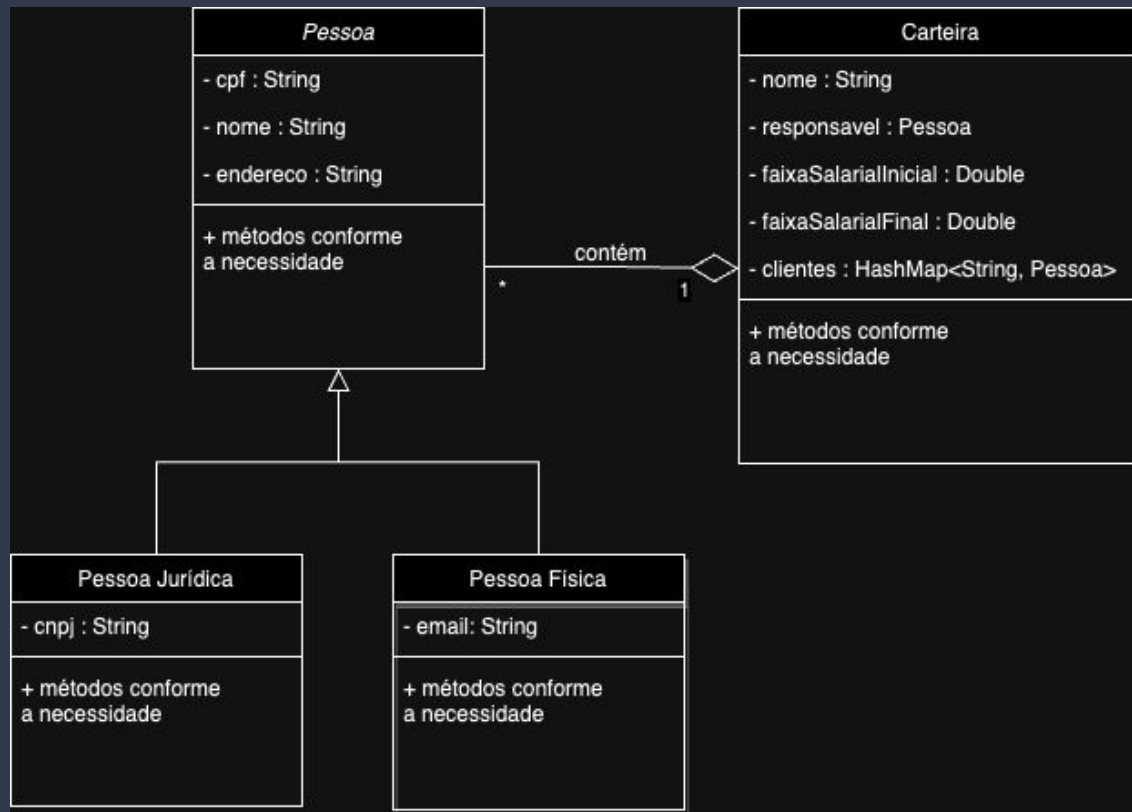 Pessoa
- cpf : String
- nome : String
- endereco : String
+ métodos conforme
a necessidade
contém
*
1
Carteira
- nome : String
- responsavel : Pessoa
- faixaSalarialInicial : Double
- faixaSalarialFinal : Double
- clientes : HashMap<String, Pessoa>
+ métodos conforme
a necessidade
Pessoa Jurídica
- cnpj : String
+ métodos conforme
a necessidade
Pessoa Física
- email: String
+ métodos conforme
a necessidade